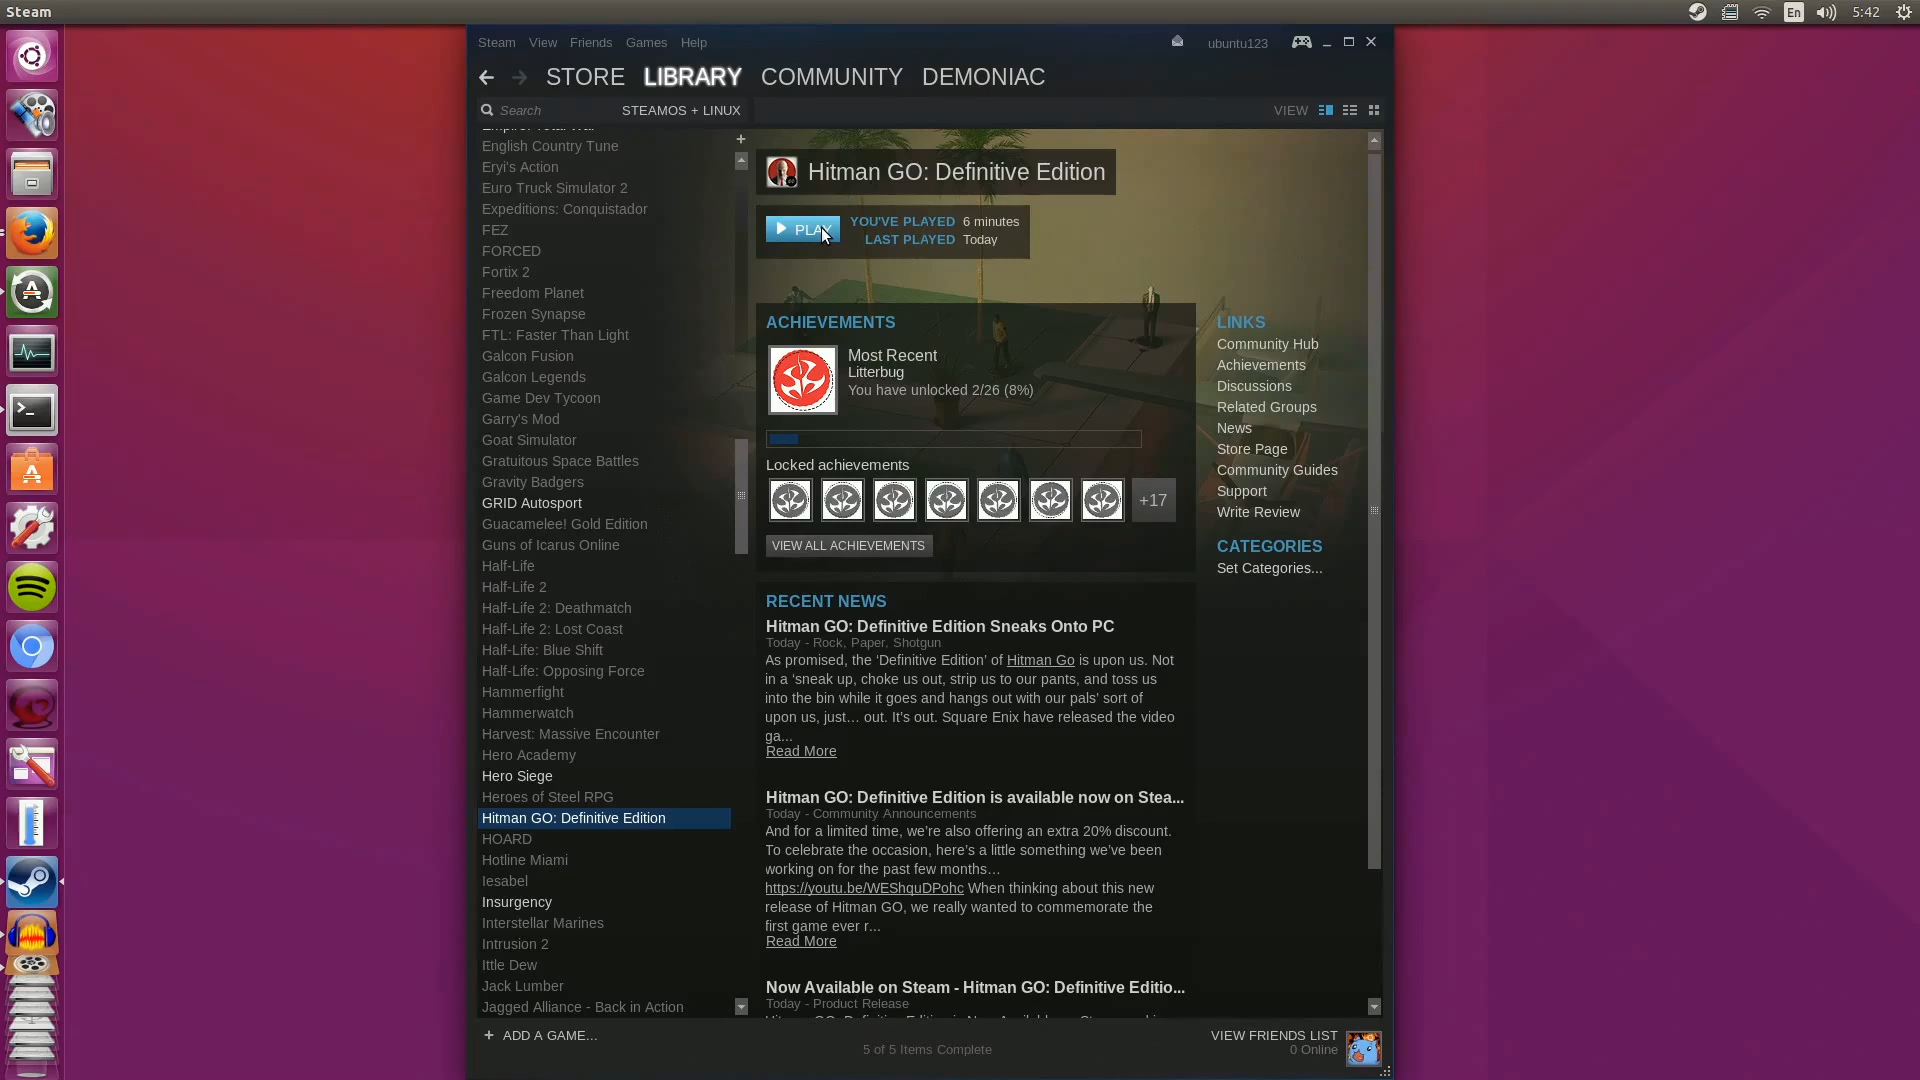 Steam
En
5:42
Steam View Friends Games Help
ubuntu123
STORE LIBRARY COMMUNITY DEMONIAC
Search
STEAMOS + LINUX
VIEW
Empire: Total War
English Country Tune
Eryi's Action
Euro Truck Simulator 2
Expeditions: Conquistador
FEZ
FORCED
Fortix 2
Freedom Planet
Frozen Synapse
FTL: Faster Than Light
Galcon Fusion
Galcon Legends
Game Dev Tycoon
Garry's Mod
Goat Simulator
Gratuitous Space Battles
Gravity Badgers
GRID Autosport
Guacamelee! Gold Edition
Guns of Icarus Online
Half-Life
Half-Life 2
Half-Life 2: Deathmatch
Half-Life 2: Lost Coast
Half-Life: Blue Shift
Half-Life: Opposing Force
Hammerfight
Hammerwatch
Harvest: Massive Encounter
Hero Academy
Hero Siege
Heroes of Steel RPG
Hitman GO: Definitive Edition
HOARD
Hotline Miami
Iesabel
Insurgency
Interstellar Marines
Intrusion 2
Ittle Dew
Jack Lumber
Jagged Alliance - Back in Action
+ ADD A GAME...
Hitman GO: Definitive Edition
PLAY
YOU'VE PLAYED 6 minutes
LAST PLAYED Today
ACHIEVEMENTS
Most Recent
Litterbug
You have unlocked 2/26 (8%)
Locked achievements
+17
VIEW ALL ACHIEVEMENTS
LINKS
Community Hub
Achievements
Discussions
Related Groups
News
Store Page
Community Guides
Support
Write Review
CATEGORIES
Set Categories...
RECENT NEWS
Hitman GO: Definitive Edition Sneaks Onto PC
Today - Rock, Paper, Shotgun
As promised, the ‘Definitive Edition’ of Hitman Go is upon us. Not
in a ‘sneak up, choke us out, strip us to our pants, and toss us
into the bin while it goes and hangs out with our pals’ sort of
upon us, just… out. It’s out. Square Enix have released the video
ga...
Read More
Hitman GO: Definitive Edition is available now on Stea...
Today - Community Announcements
And for a limited time, we’re also offering an extra 20% discount.
To celebrate the occasion, here’s a little something we’ve been
working on for the past few months…
https://youtu.be/WEShquDPohc When thinking about this new
release of Hitman GO, we really wanted to commemorate the
first game ever r...
Read More
Now Available on Steam - Hitman GO: Definitive Editio...
Today - Product Release
5 of 5 Items Complete
VIEW FRIENDS LIST
0 Online